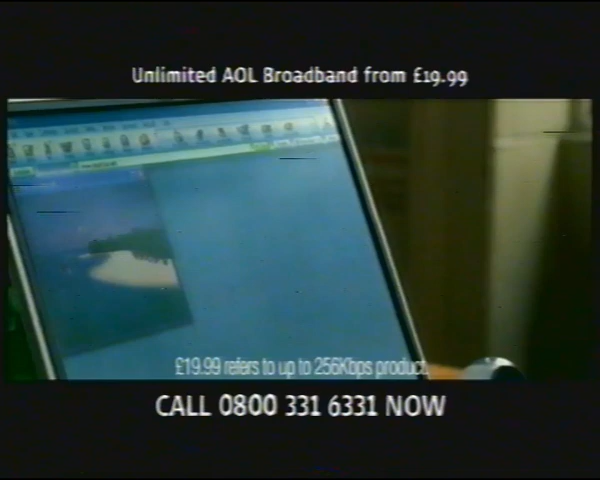 Unlimited AOL Broadband from £19.99
£19.99 refers to up to 256Kbps product.
CALL 0800 331 6331 NOW